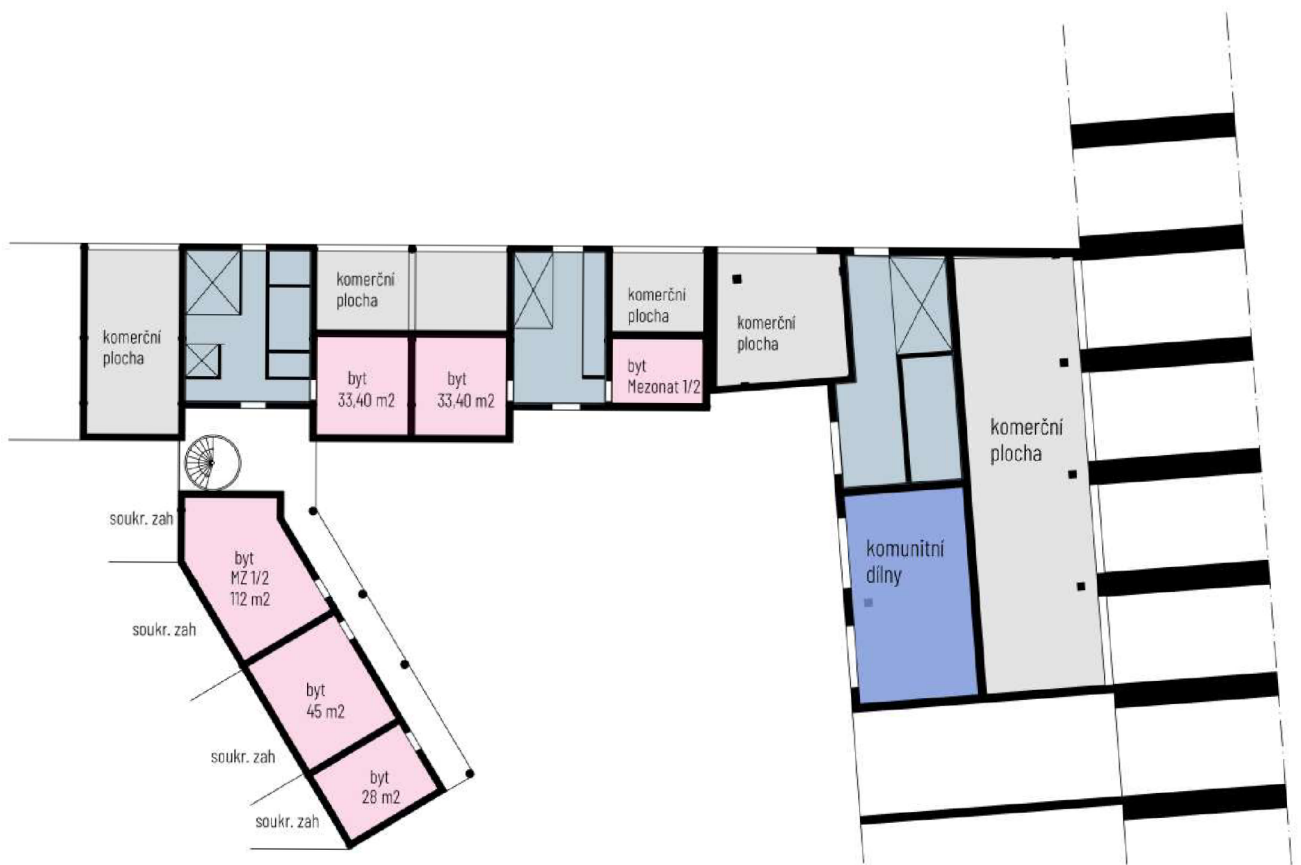 komerční
plocha
komerční
plocha
komerční
plocha
komerční
plocha
byt
33,40 m2
byt
33,40 m2
byt
Mezonat 1/2
komerční
plocha
soukr. zah
byt
MZ 1/2
112 m2
komunitní
dílny
soukr. zah
byt
45 m2
soukr. zah
byt
28 m2
soukr. zah